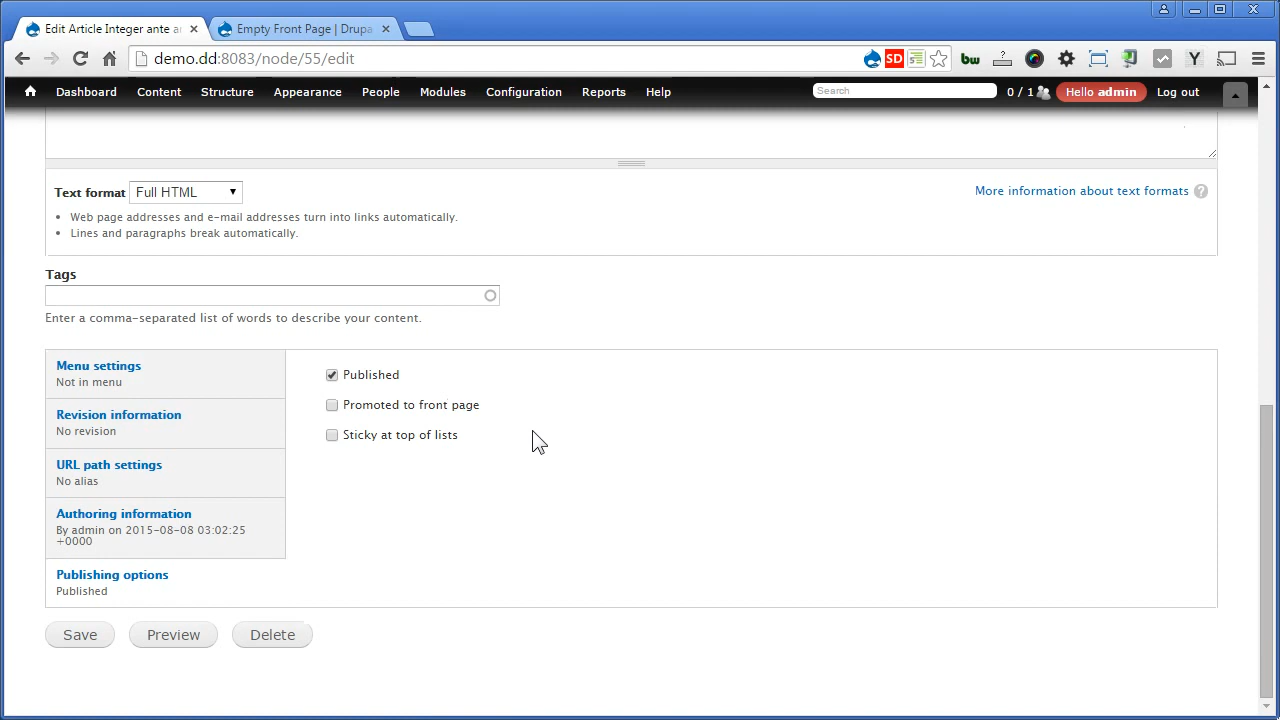 Edit Article Integer ante a
Empty Front Page | Drupa
demo.dd:8083/node/55/edit
SD
bw
Y
Dashboard
Content
Structure
Appearance
People
Modules
Configuration
Reports
Help
Search
0 / 1
Hello admin
Log out
Text format
Full HTML
More information about text formats
?
Web page addresses and e-mail addresses turn into links automatically.
Lines and paragraphs break automatically.
Tags
Enter a comma-separated list of words to describe your content.
Menu settings
Not in menu
Revision information
No revision
URL path settings
No alias
Authoring information
By admin on 2015-08-08 03:02:25
+0000
Publishing options
Published
Published
Promoted to front page
Sticky at top of lists
Save
Preview
Delete